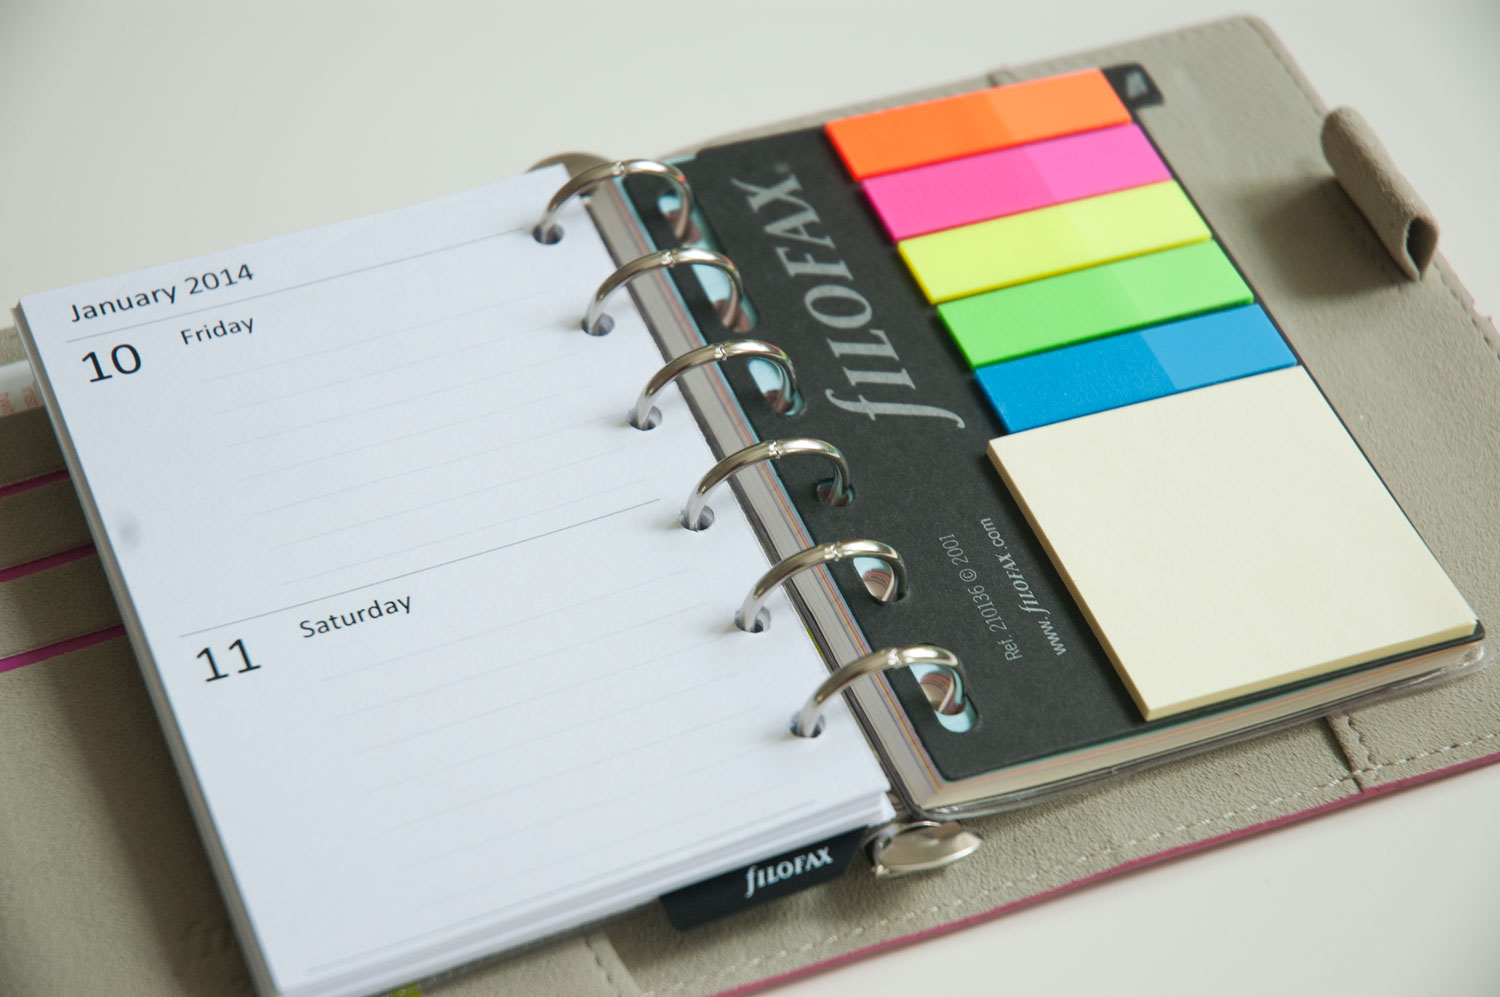 January 2014
10 Friday
11 Saturday
fILOFAX
fILOFAX®
Ref. 210136 © 2001
www.fILOFAX.com